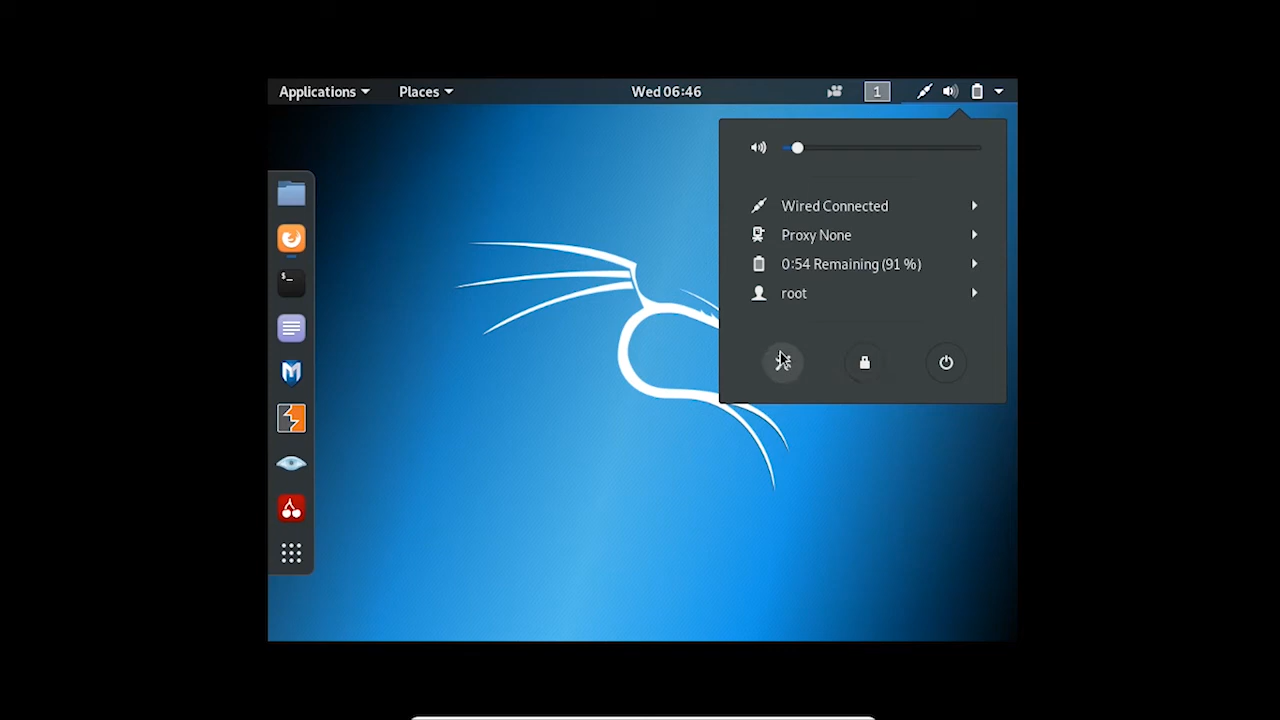 Applications Places Wed 06:46 1
Wired Connected
Proxy None
0:54 Remaining (91 %)
root
$_